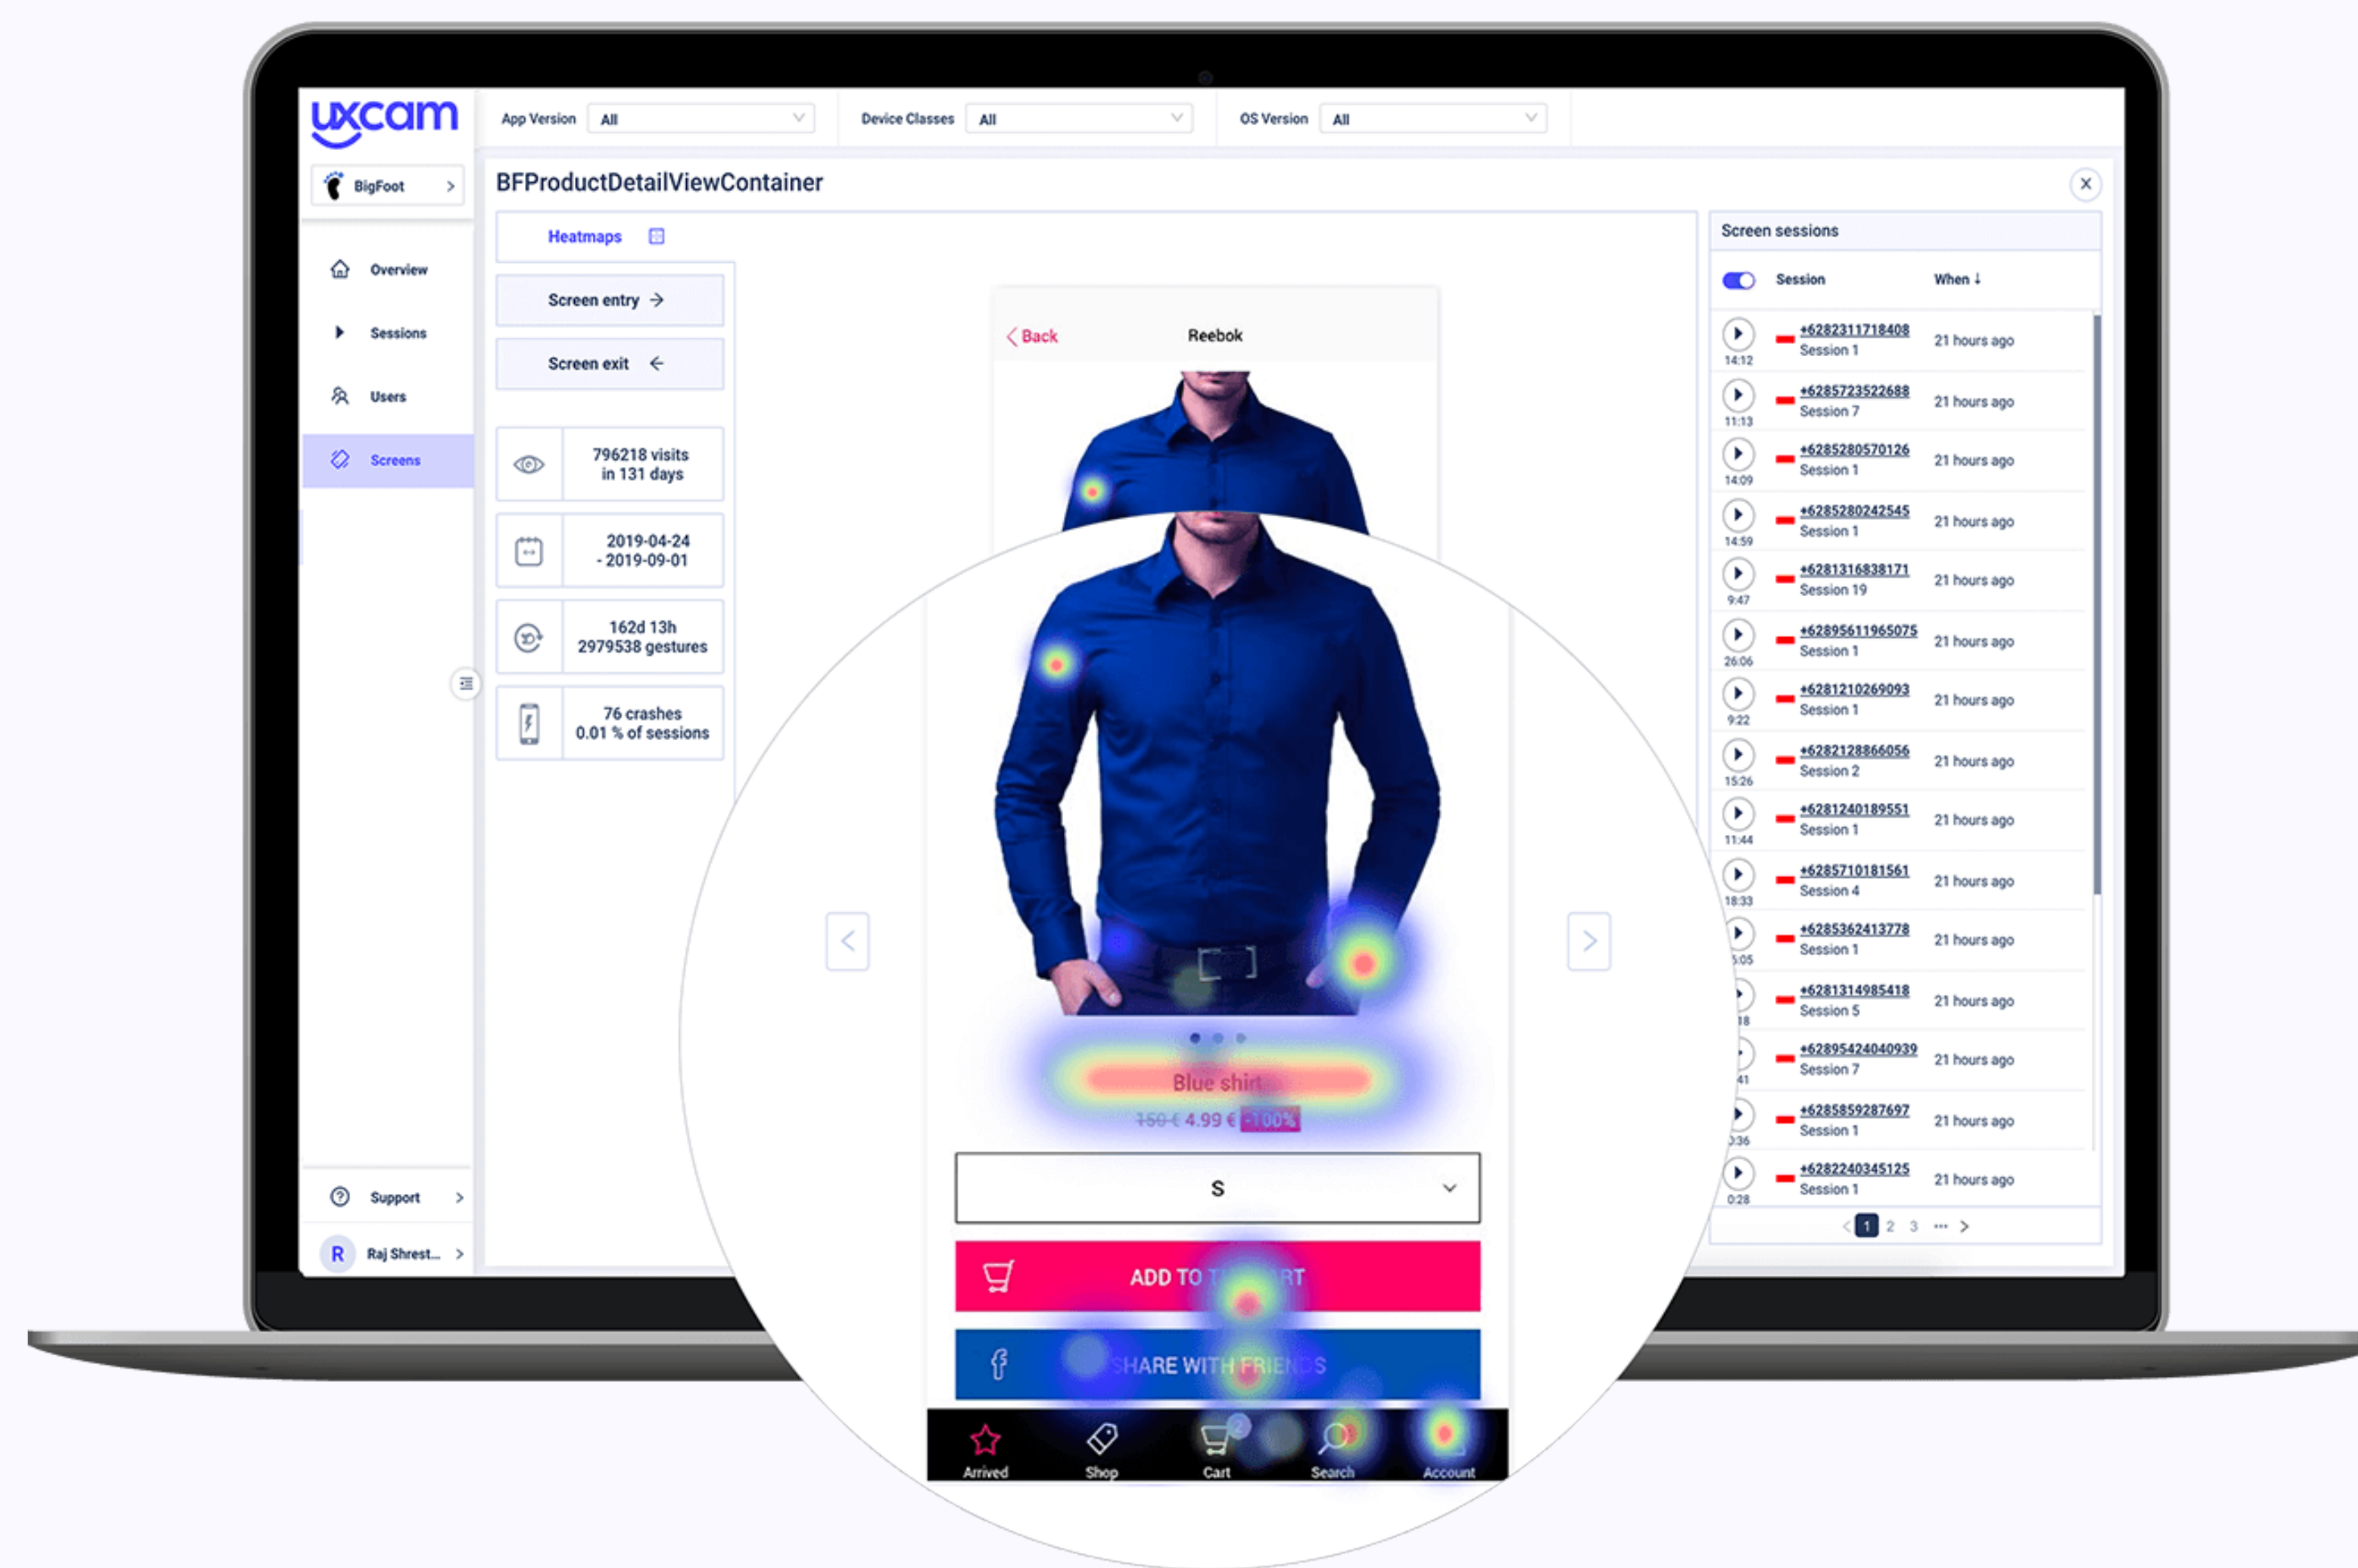 uxcam
App Version All
Device Classes All
OS Version All
BigFoot
BFProductDetailViewContainer
Overview
Sessions
Users
Screens
Support
R
Raj Shrest...
Heatmaps
Screen entry
Screen exit
796218 visits
in 131 days
2019-04-24
- 2019-09-01
162d 13h
2979538 gestures
76 crashes
0.01 % of sessions
Back
Reebok
Blue shirt
159 € 4.99 € -100%
S
ADD TO THE CART
SHARE WITH FRIENDS
2
Arrived Shop Cart Search Account
Screen sessions
Session When ↓
+6282311718408
Session 1
21 hours ago
14:12
+6285723522688
Session 7
21 hours ago
11:13
+6285280570126
Session 1
21 hours ago
14:09
+6285280242545
Session 1
21 hours ago
14:59
+6281316838171
Session 19
21 hours ago
9:47
+62895611965075
Session 1
21 hours ago
26:06
+6281210269093
Session 1
21 hours ago
9:22
+6282128866056
Session 2
21 hours ago
15:26
+6281240189551
Session 1
21 hours ago
11:44
+6285710181561
Session 4
21 hours ago
18:33
+6285362413778
Session 1
21 hours ago
+6281314985418
Session 5
21 hours ago
+62895424040939
Session 7
21 hours ago
+6285859287697
Session 1
21 hours ago
+6282240345125
Session 1
21 hours ago
0:28
< 1 2 3 ... >